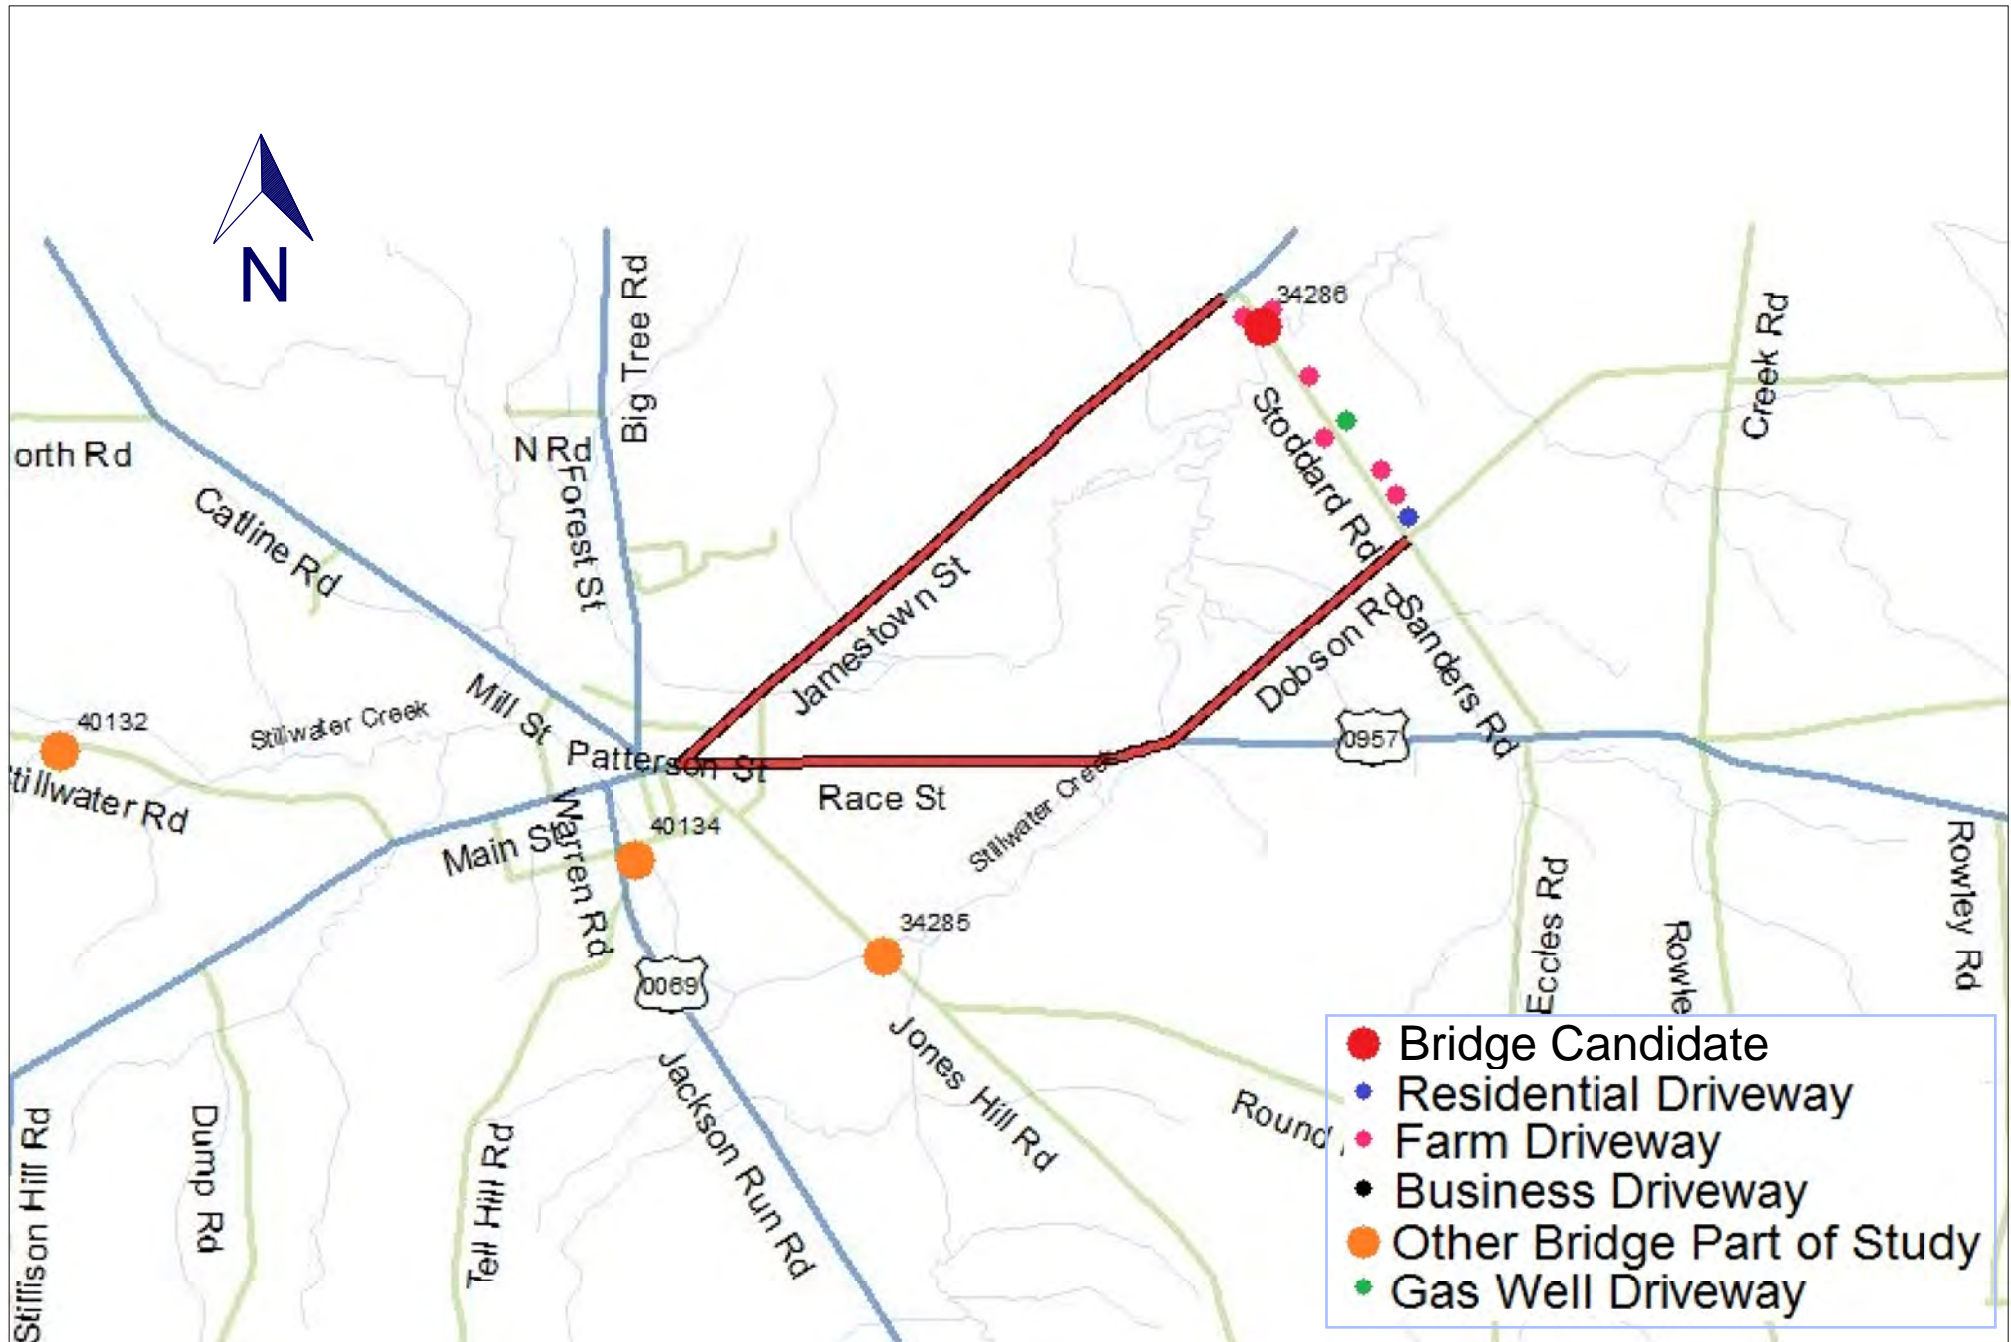 N
34286
Big Tree Rd
Creek Rd
N Rd
orth Rd
Forest St
Catline Rd
Stoddard Rd
Jamestown St
Dobson Rd
Sanders Rd
Mill St
40132
Stillwater Creek
0957
Patterson St
tillwater Rd
Race St
Stillwater Creek
Main St
Warren Rd
40134
34285
Eccles Rd
Rowle
Rowley Rd
0069
Jones Hill Rd
Jackson Run Rd
Round
Dump Rd
Tell Hill Rd
Stillison Hill Rd
Bridge Candidate
Residential Driveway
Farm Driveway
Business Driveway
Other Bridge Part of Study
Gas Well Driveway